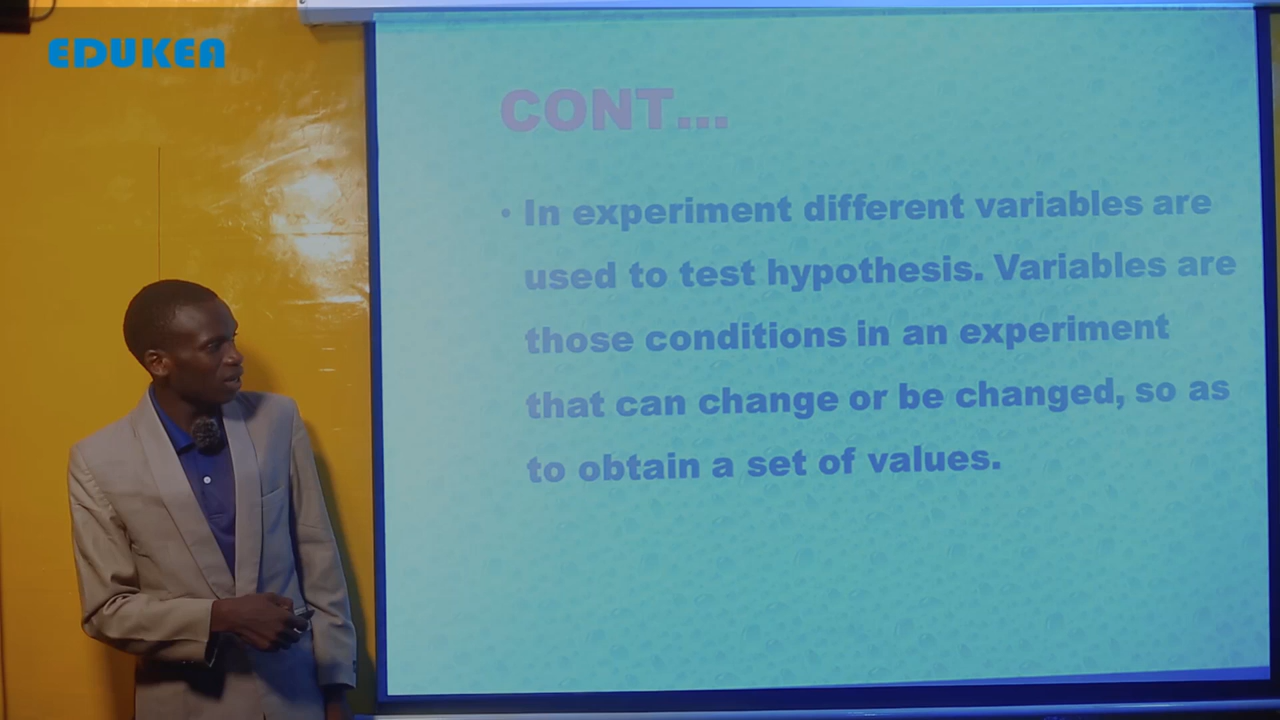 EDUKEA
CONT...
• In experiment different variables are
used to test hypothesis. Variables are
those conditions in an experiment
that can change or be changed, so as
to obtain a set of values.